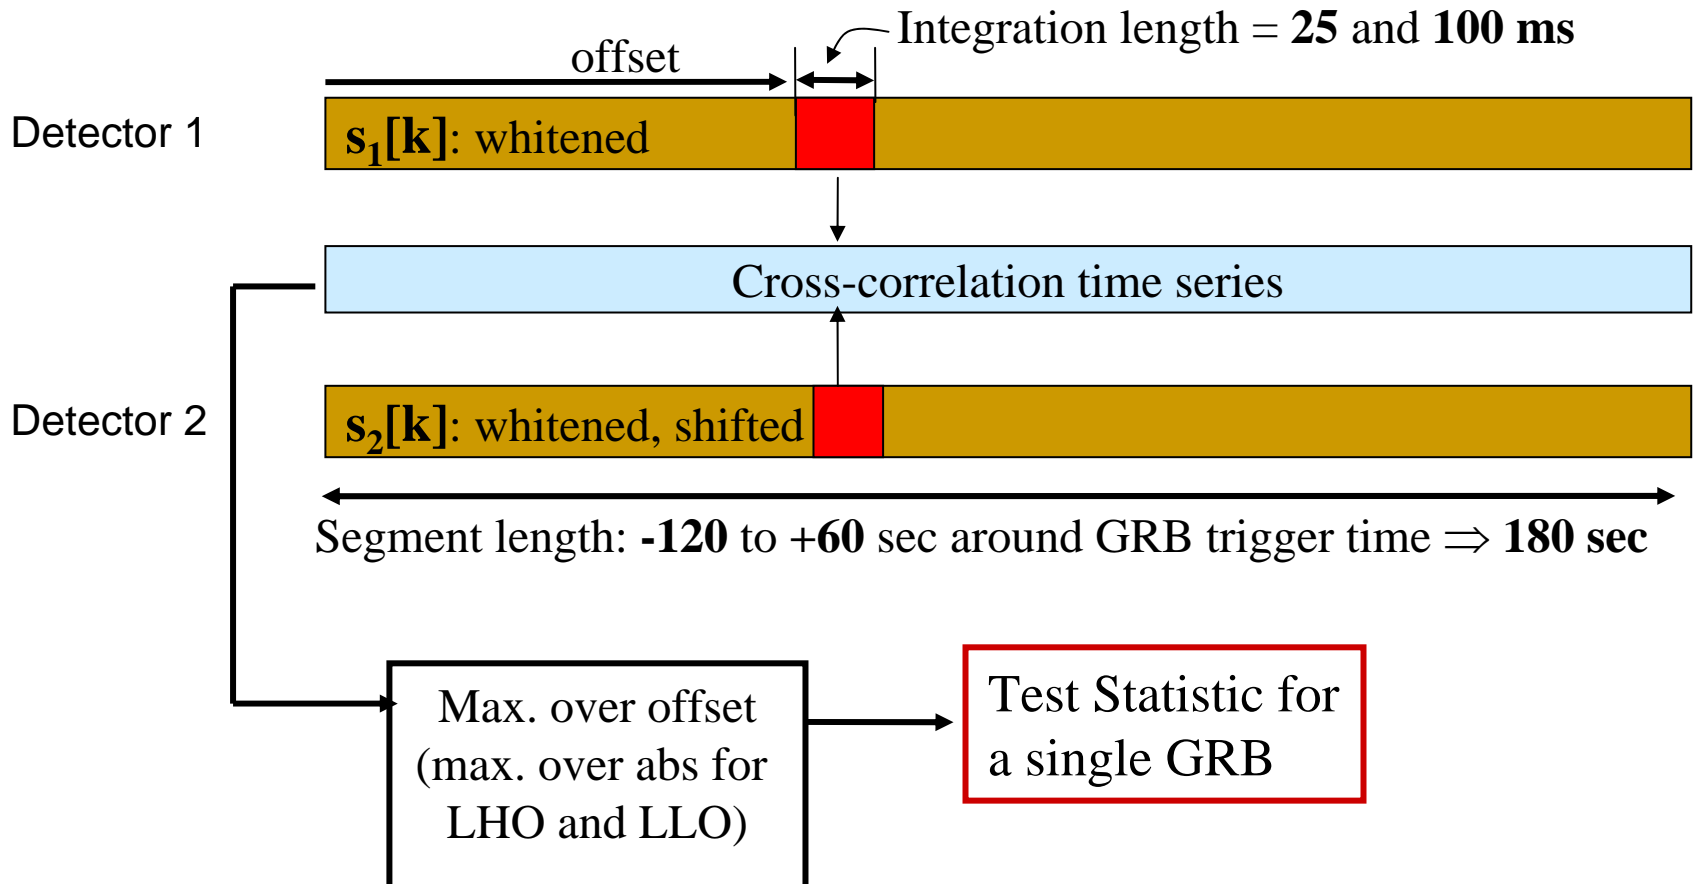 Integration length = 25 and 100 ms
offset
Detector 1
s₁[k]: whitened
Cross-correlation time series
Detector 2
s₂[k]: whitened, shifted
Segment length: -120 to +60 sec around GRB trigger time ⇒ 180 sec
Max. over offset
(max. over abs for
LHO and LLO)
Test Statistic for
a single GRB